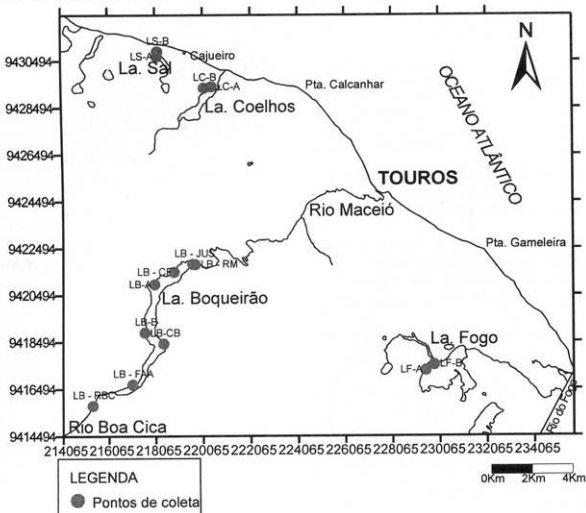 N
LS-B
9430494
LS-A
Cajueiro
La. Sal
LC-B
LC-A
Pta. Calcanhar
9428494
La. Coelhos
OCEANO ATLÂNTICO
9426494
TOUROS
9424494
Rio Maceió
9422494
LB - JUS
Pta. Gameleira
LB - CE
LB - RM
LB-A
9420494
La. Boqueirão
LB-B
LB-CB
La. Fogo
9418494
LF-B
LF-A
LB - FAA
9416494
LB - RBC
Rio do Fogo
Rio Boa Cica
9414494
214065 216065 218065 220065 222065 224065 226065 228065 230065 232065 234065
LEGENDA
Pontos de coleta
0Km 2Km 4Km